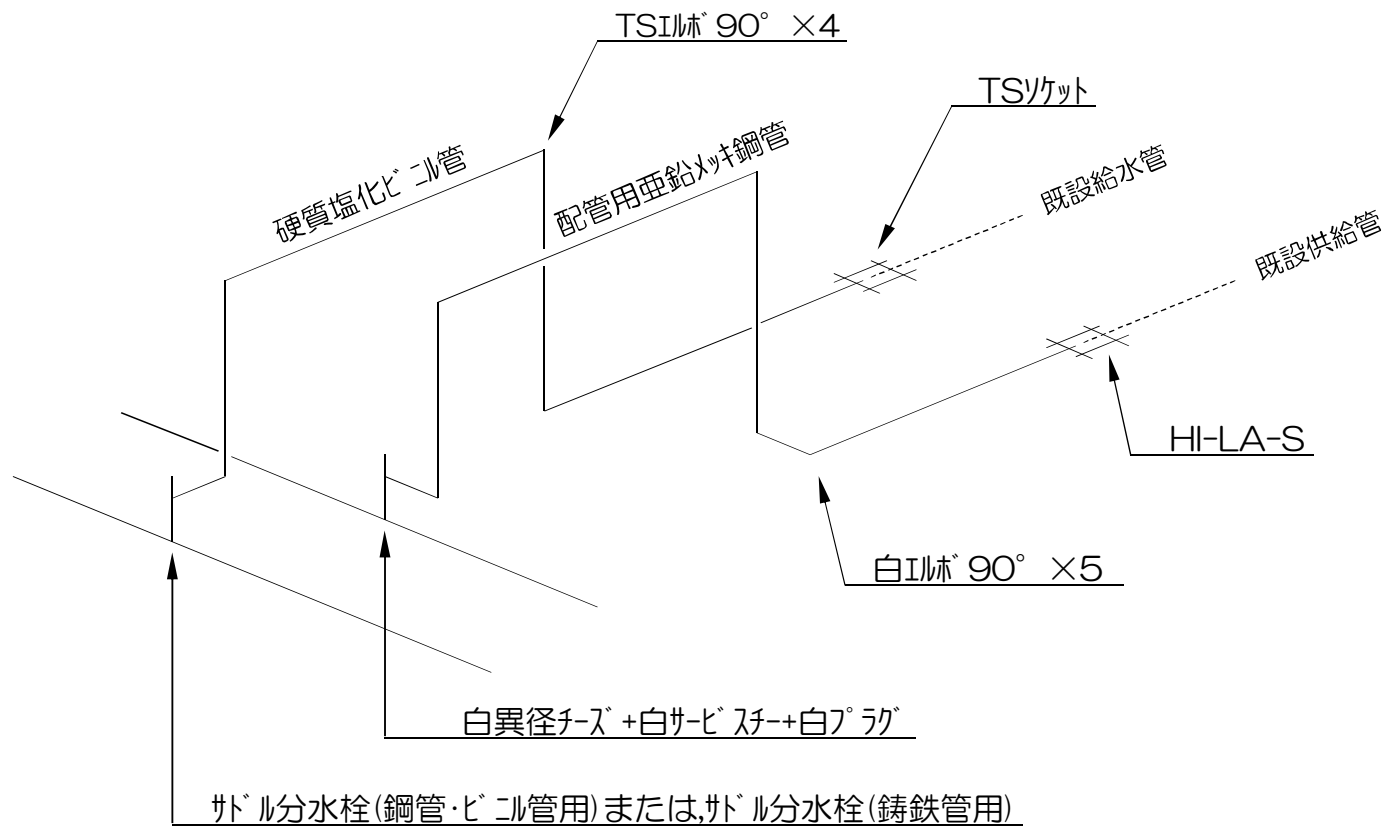 TSｴﾙﾎﾞ 90° ×4
TSｿｹｯﾄ
硬質塩化ﾋﾞﾆﾙ管
配管用亜鉛ﾒｯｷ鋼管
既設給水管
既設供給管
HI-LA-S
白ｴﾙﾎﾞ 90° ×5
白異径ﾁｰｽﾞ+白ｻｰﾋﾞｽﾁｰ+白ﾌﾟﾗｸﾞ
ｻﾄﾞﾙ分水栓(鋼管･ﾋﾞﾆﾙ管用)または,ｻﾄﾞﾙ分水栓(鋳鉄管用)